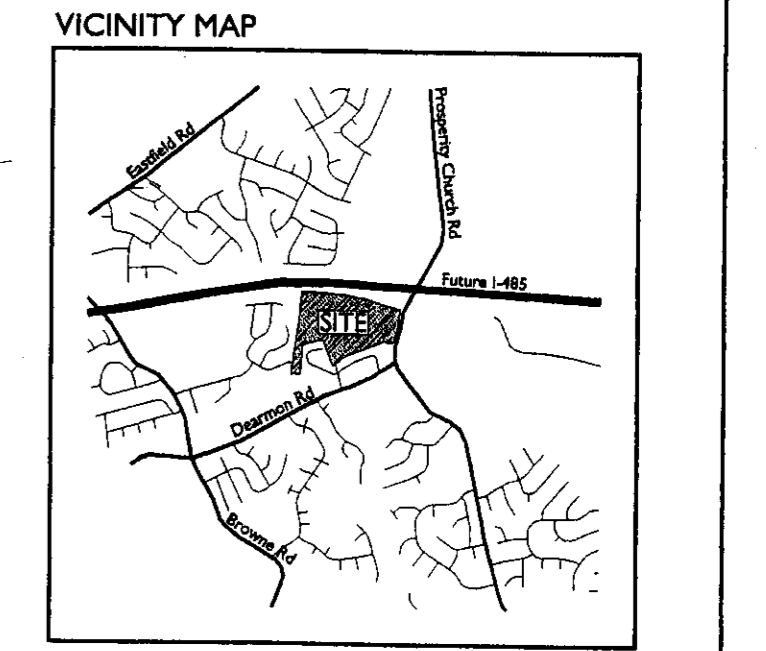 VICINITY MAP
Eastfield Rd
Prosperity Church Rd
Future I-485
SITE
Dearmon Rd
Browne Rd